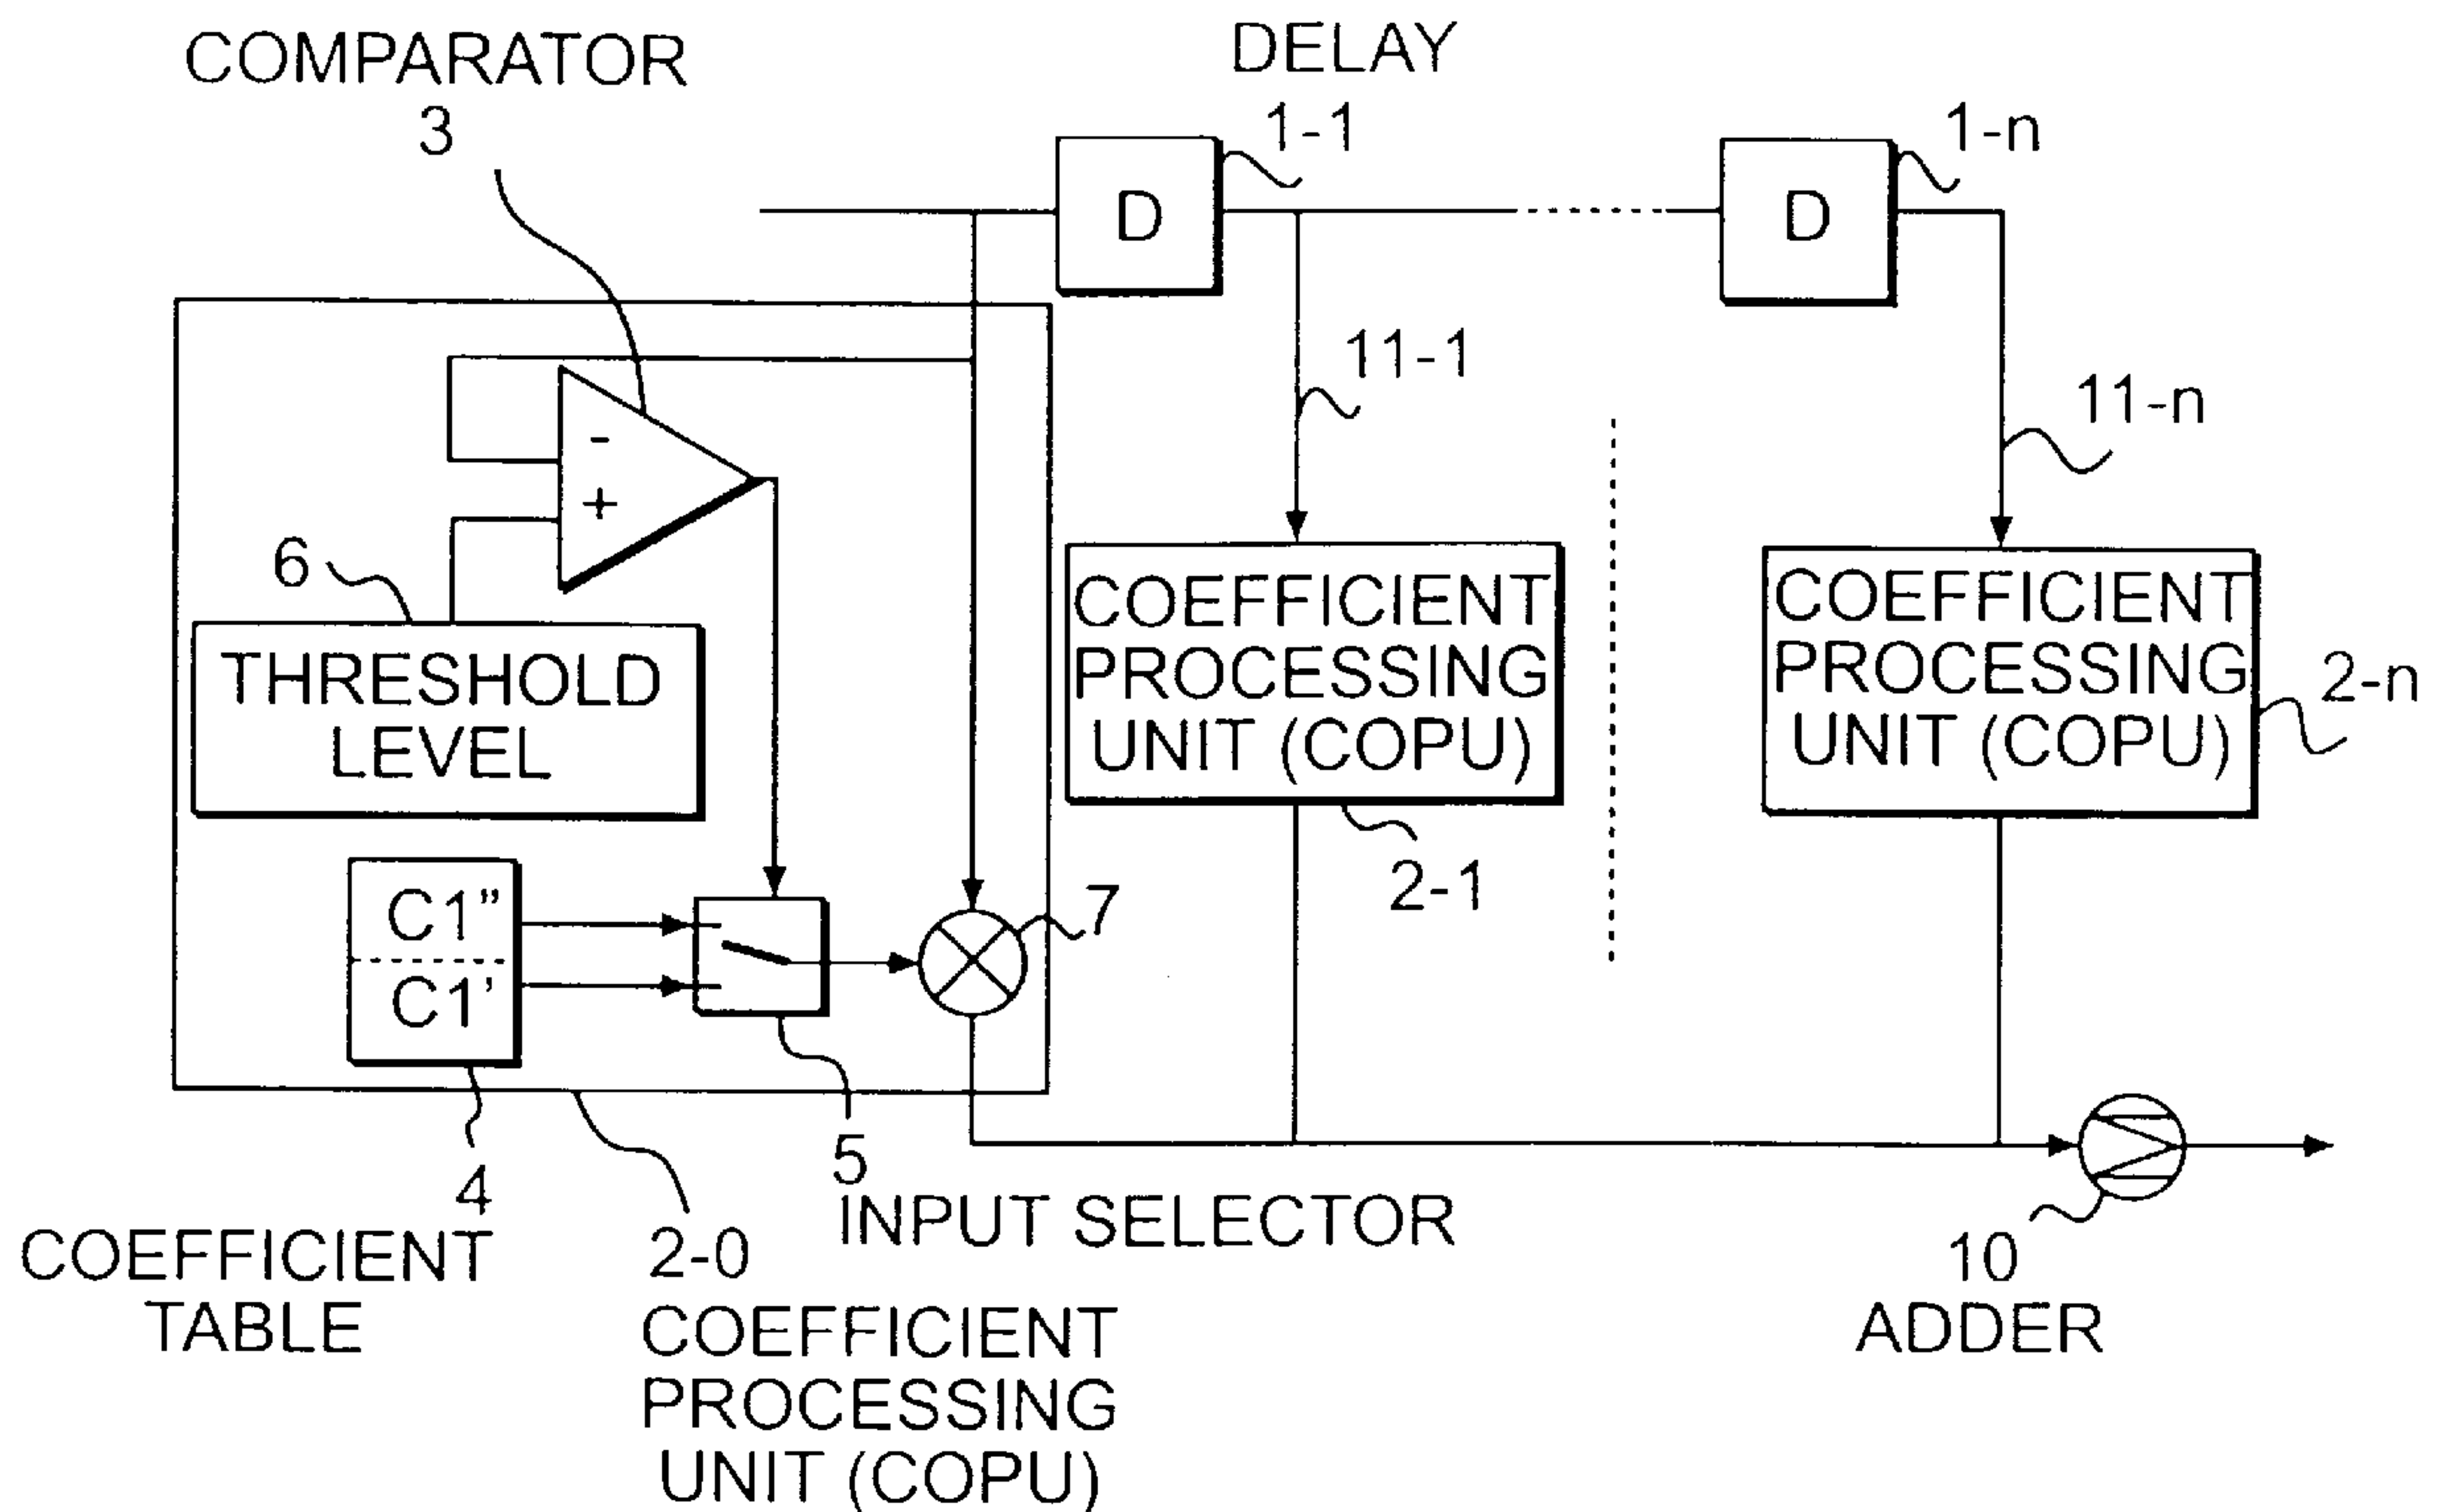 COMPARATOR
3
DELAY
1-1
1-n
D
D
11-1
11-n
-
+
6
THRESHOLD
LEVEL
COEFFICIENT
PROCESSING
UNIT (COPU)
COEFFICIENT
PROCESSING
UNIT (COPU)
2-n
2-1
C1”
C1’
7
4
COEFFICIENT
TABLE
2-0
COEFFICIENT
PROCESSING
UNIT (COPU)
5
INPUT SELECTOR
10
ADDER